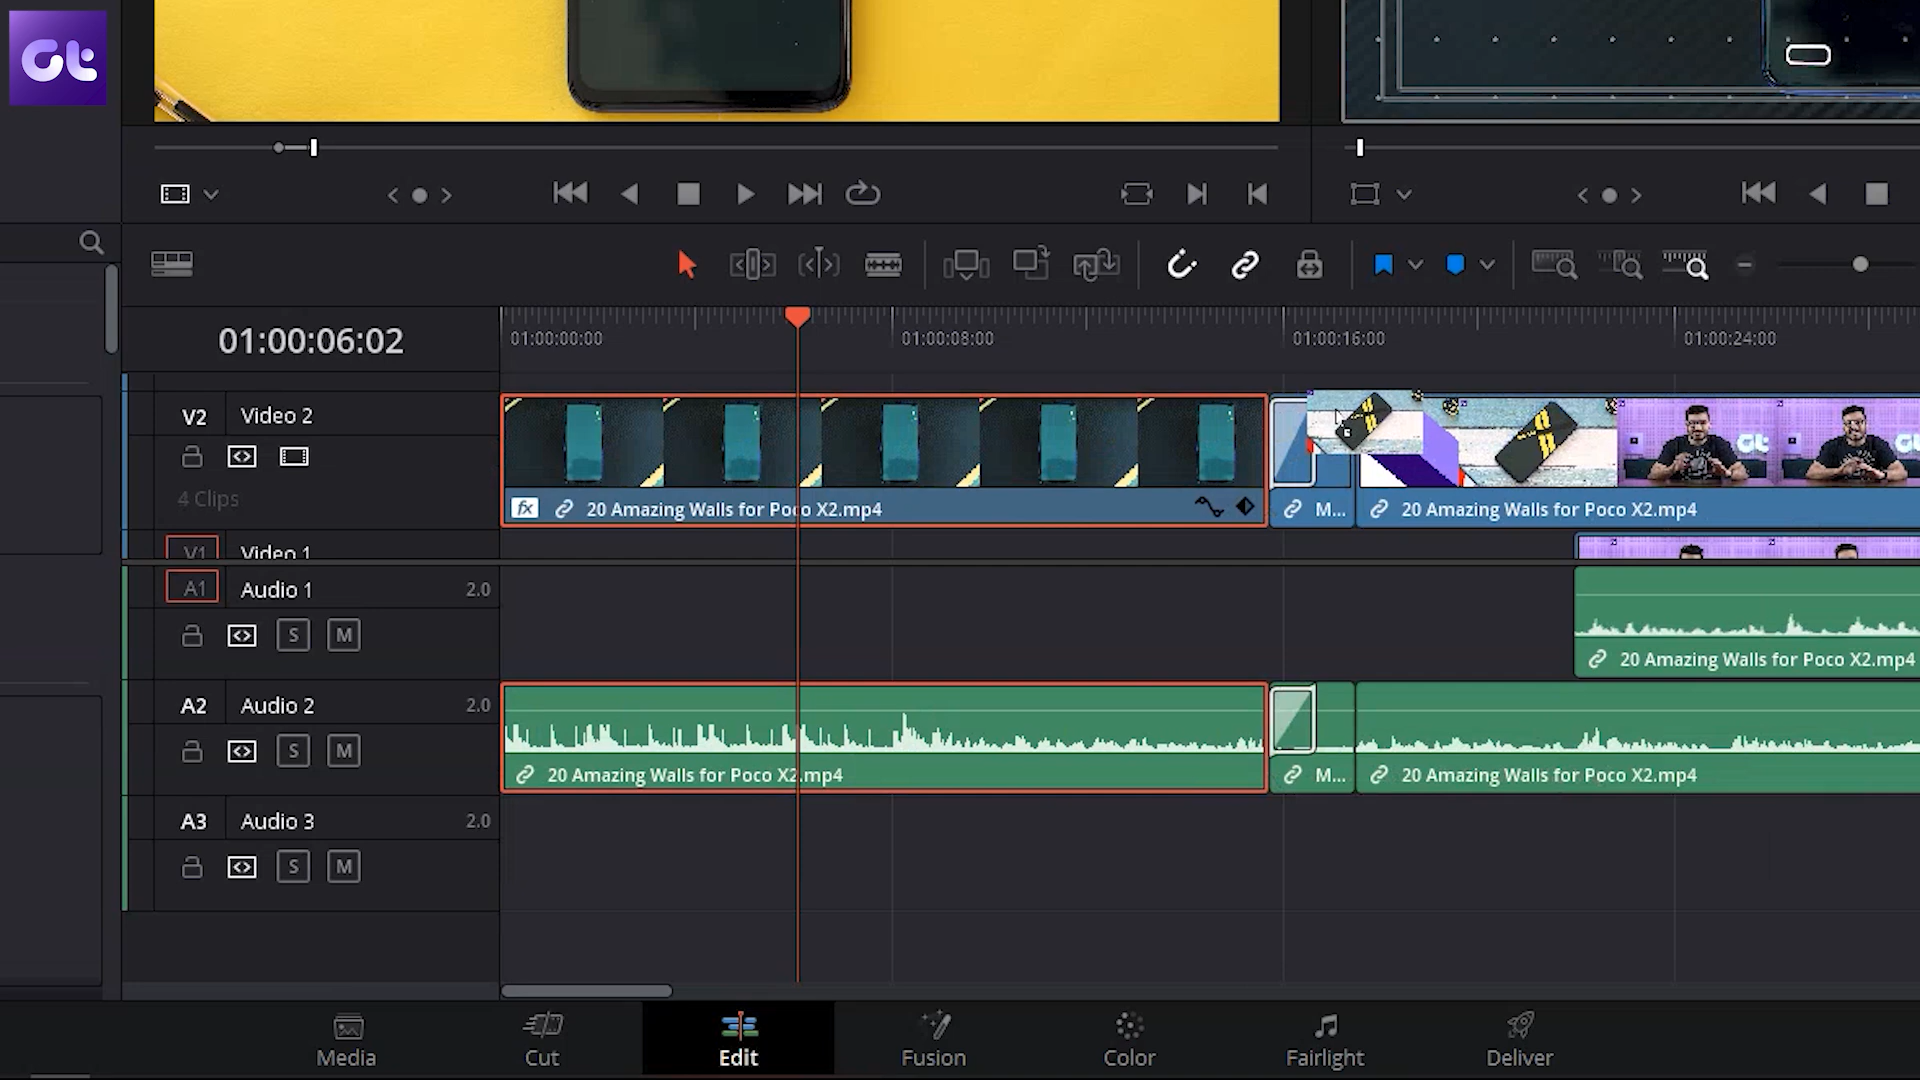 Gt
01:00:06:02
01:00:00:00
01:00:08:00
01:00:16:00
01:00:24:00
V2 Video 2
4 Clips
fx 20 Amazing Walls for Poco X2.mp4
M...
20 Amazing Walls for Poco X2.mp4
V1 Video 1
A1 Audio 1 2.0
S M
20 Amazing Walls for Poco X2.mp4
A2 Audio 2 2.0
S M
20 Amazing Walls for Poco X2.mp4
M...
20 Amazing Walls for Poco X2.mp4
A3 Audio 3 2.0
S M
Media
Cut
Edit
Fusion
Color
Fairlight
Deliver